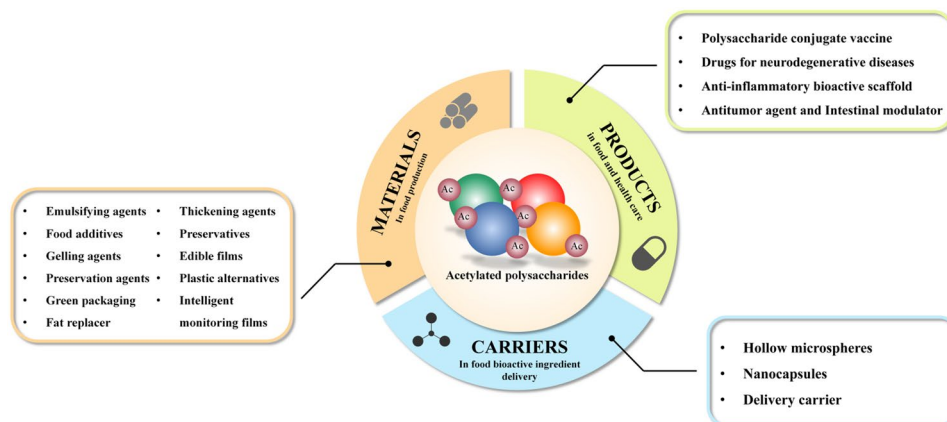 Polysaccharide conjugate vaccine
Drugs for neurodegenerative diseases
Anti-inflammatory bioactive scaffold
Antitumor agent and Intestinal modulator
MATERIALS
In food production
PRODUCTS
in food and health care
Ac
Ac
Ac
Ac
Ac
Ac
Acetylated polysaccharides
Emulsifying agents
Food additives
Gelling agents
Preservation agents
Green packaging
Fat replacer
Thickening agents
Preservatives
Edible films
Plastic alternatives
Intelligent
monitoring films
CARRIERS
In food bioactive ingredient
delivery
Hollow microspheres
Nanocapsules
Delivery carrier